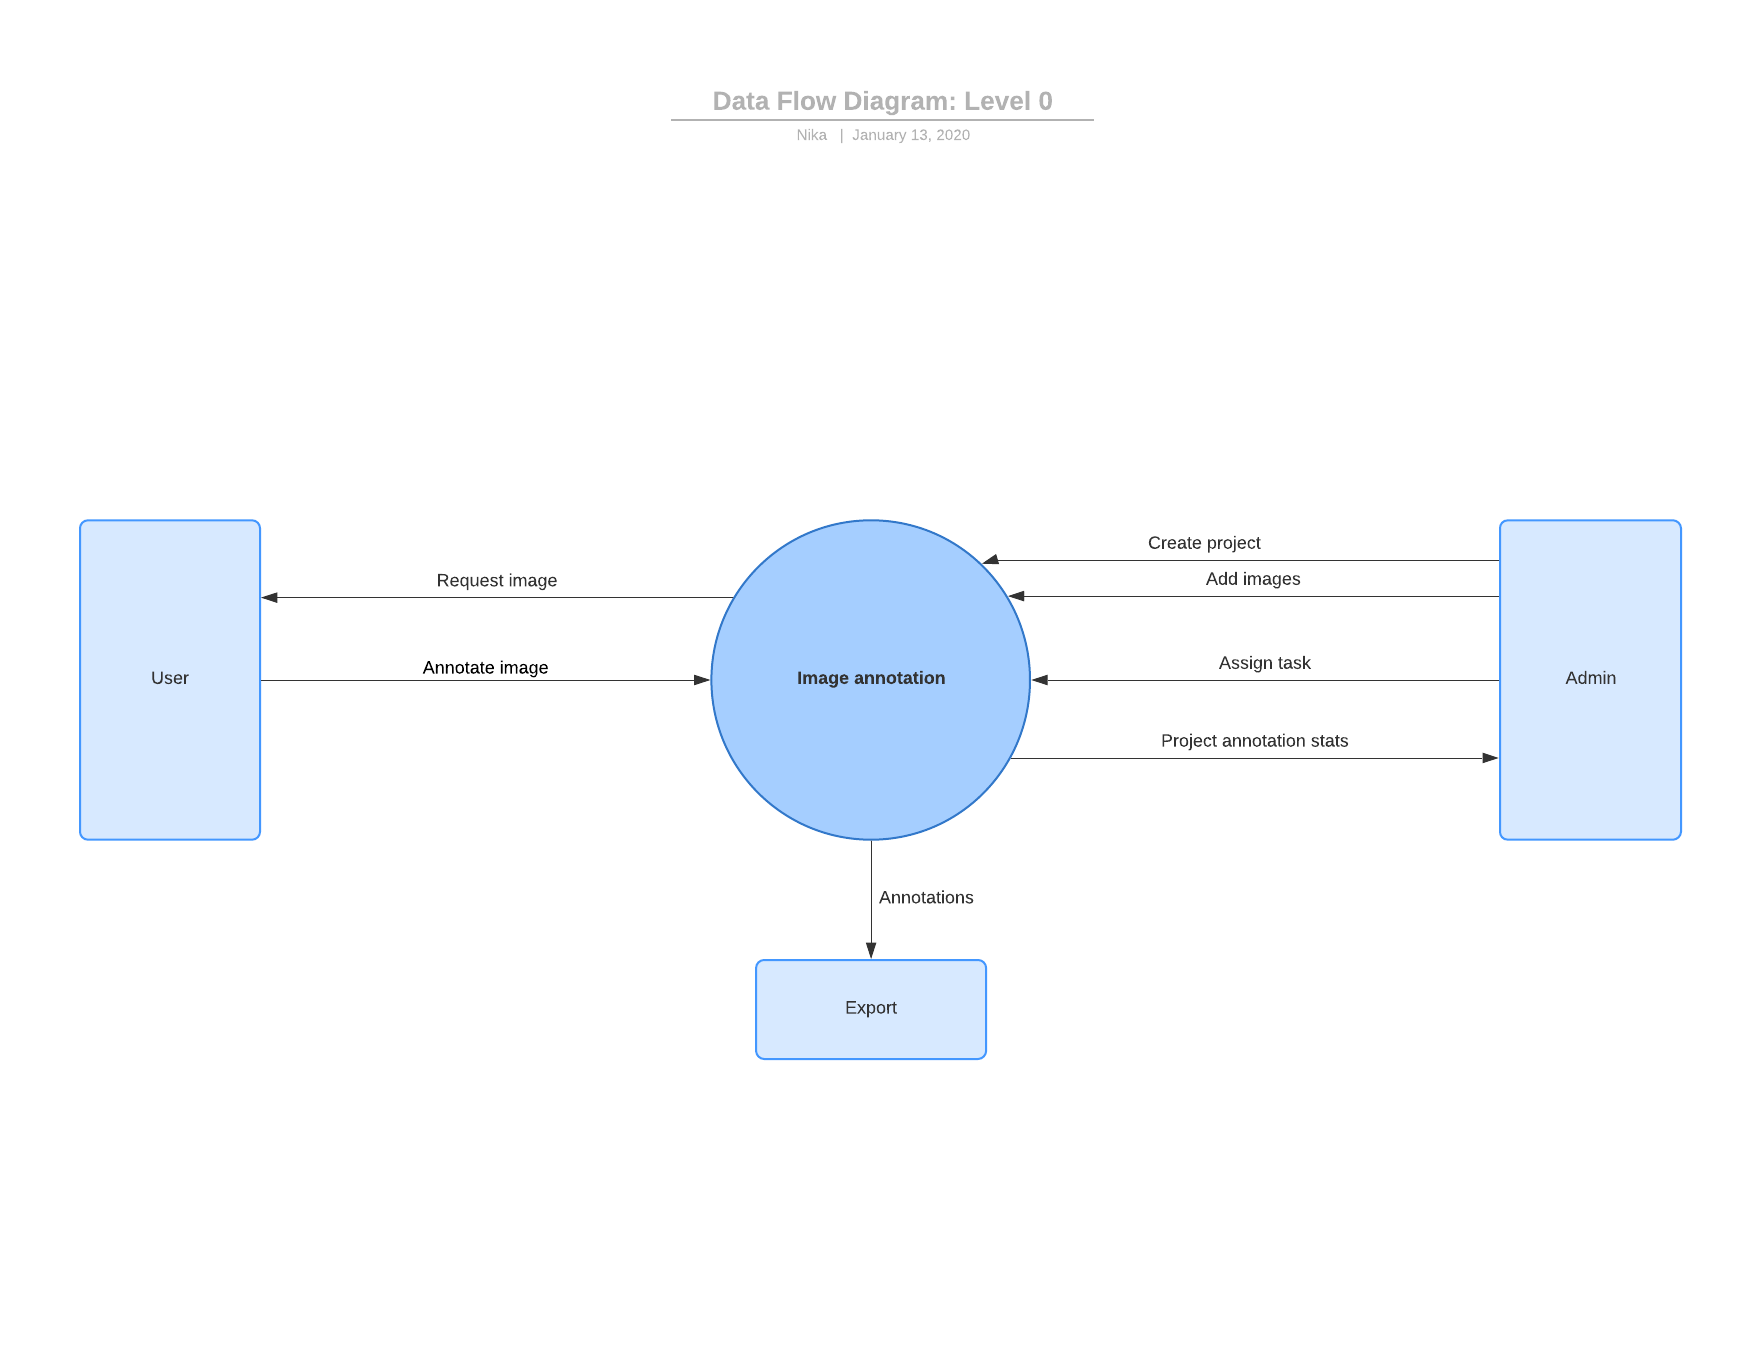 Data Flow Diagram: Level 0
Nika | January 13, 2020
Create project
Request image
Add images
Annotate image
Assign task
User
Image annotation
Admin
Project annotation stats
Annotations
Export